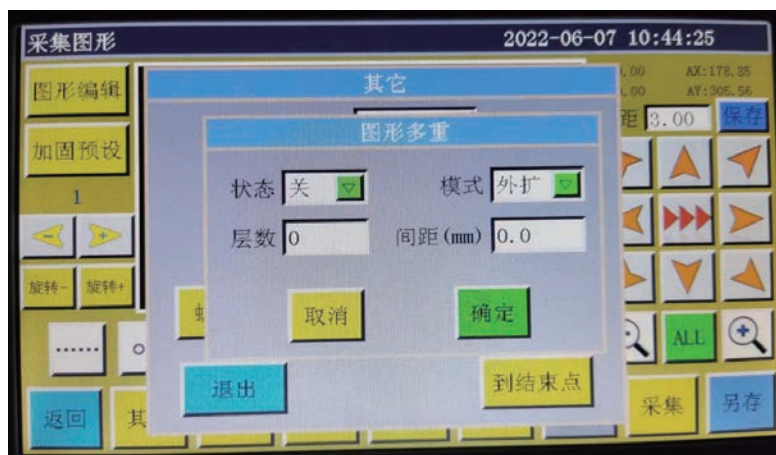 采集图形 2022-06-07 10:44:25
其它
图形编辑
AX:178.85
AY:305.56
图形多重
3.00 保存
加固预设
状态 关 模式 外扩
1
层数 0 间距(mm) 0.0
旋转- 旋转+
取消 确定
ALL
退出 到结束点
返回 其 采集 另存